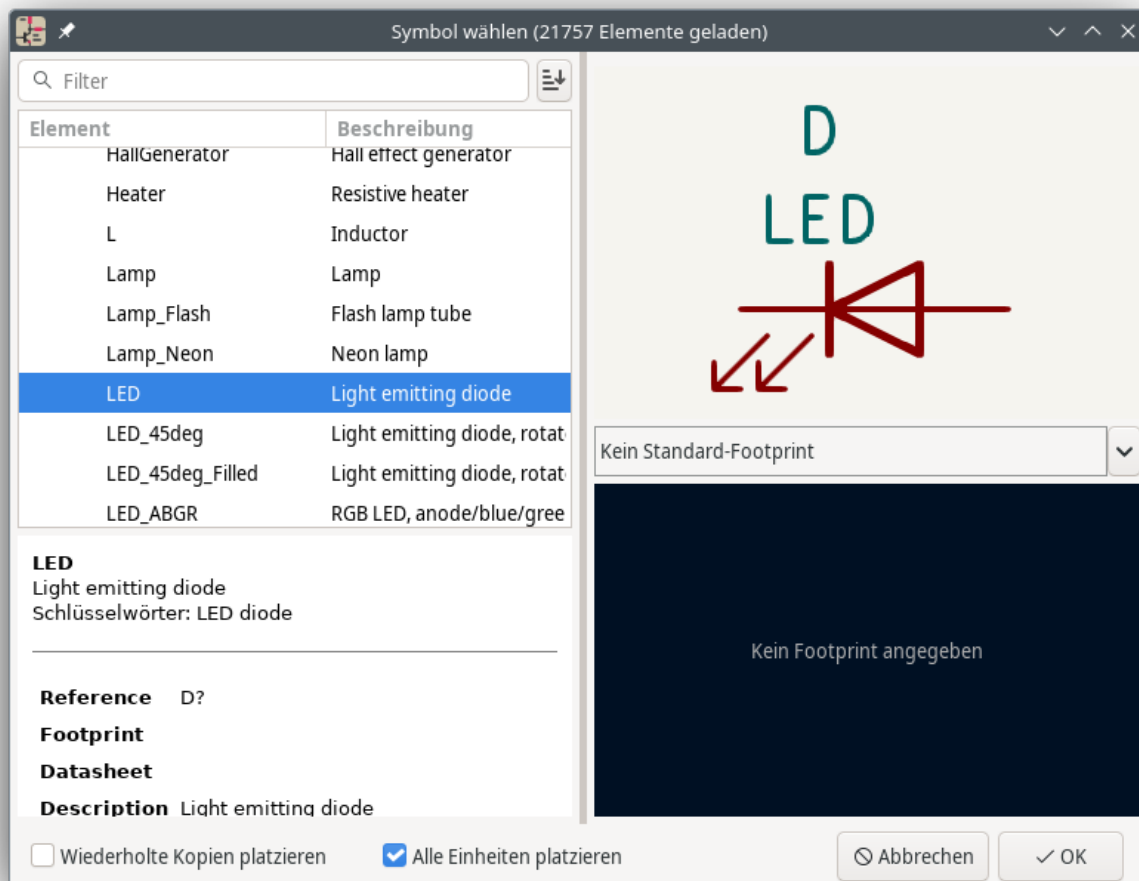 Symbol wählen (21757 Elemente geladen)
Filter
Element Beschreibung
HallGenerator Hall effect generator
Heater Resistive heater
L Inductor
Lamp Lamp
Lamp_Flash Flash lamp tube
Lamp_Neon Neon lamp
LED Light emitting diode
LED_45deg Light emitting diode, rotat
LED_45deg_Filled Light emitting diode, rotat
LED_ABGR RGB LED, anode/blue/gree
LED
Light emitting diode
Schlüsselwörter: LED diode
Reference D?
Footprint
Datasheet
Description Light emitting diode
D
LED
Kein Standard-Footprint
Kein Footprint angegeben
Wiederholte Kopien platzieren Alle Einheiten platzieren Abbrechen OK